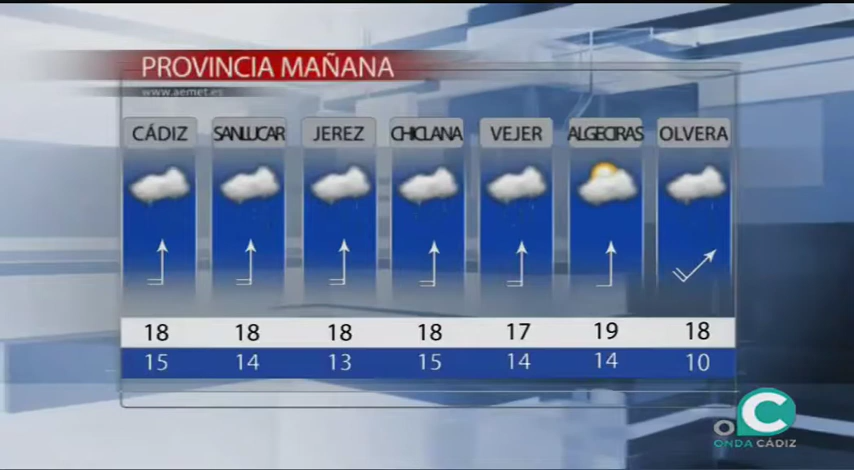 PROVINCIA MAÑANA
www.aemet.es
CÁDIZ SANLUCAR JEREZ CHICLANA VEJER ALGECIRAS OLVERA
18 18 18 18 17 19 18
15 14 13 15 14 14 10
OC
ONDA CÁDIZ